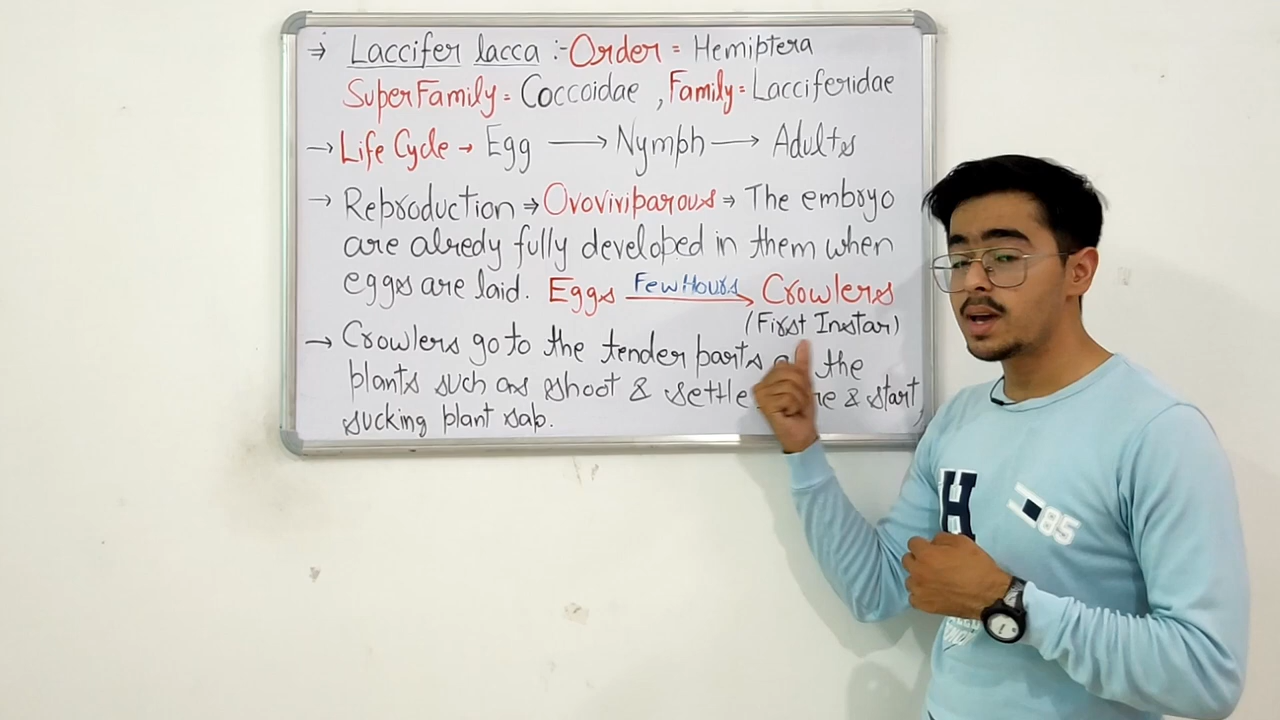 ⇒ Laccifer lacca :- Order = Hemiptera
SuperFamily = Coccoidae , Family = Lacciferidae
→ Life Cycle → Egg → Nymph → Adults
→ Reproduction → Ovoviviparous → The embryo
are alredy fully developed in them when
eggs are laid. Eggs Few Hours → Crowlers
(First Instar)
→ Crowlers go to the tender parts the
plants such as shoot & settle & start
sucking plant sap.
H
85